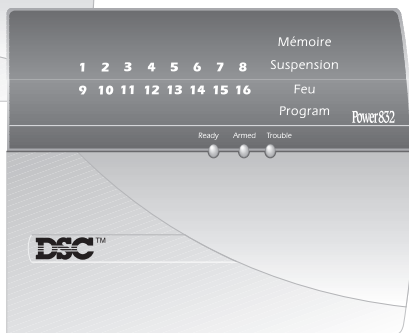 Mémoire
1 2 3 4 5 6 7 8 Suspension
9 10 11 12 13 14 15 16 Feu
Program
Power832
Ready Armed Trouble
DSC™